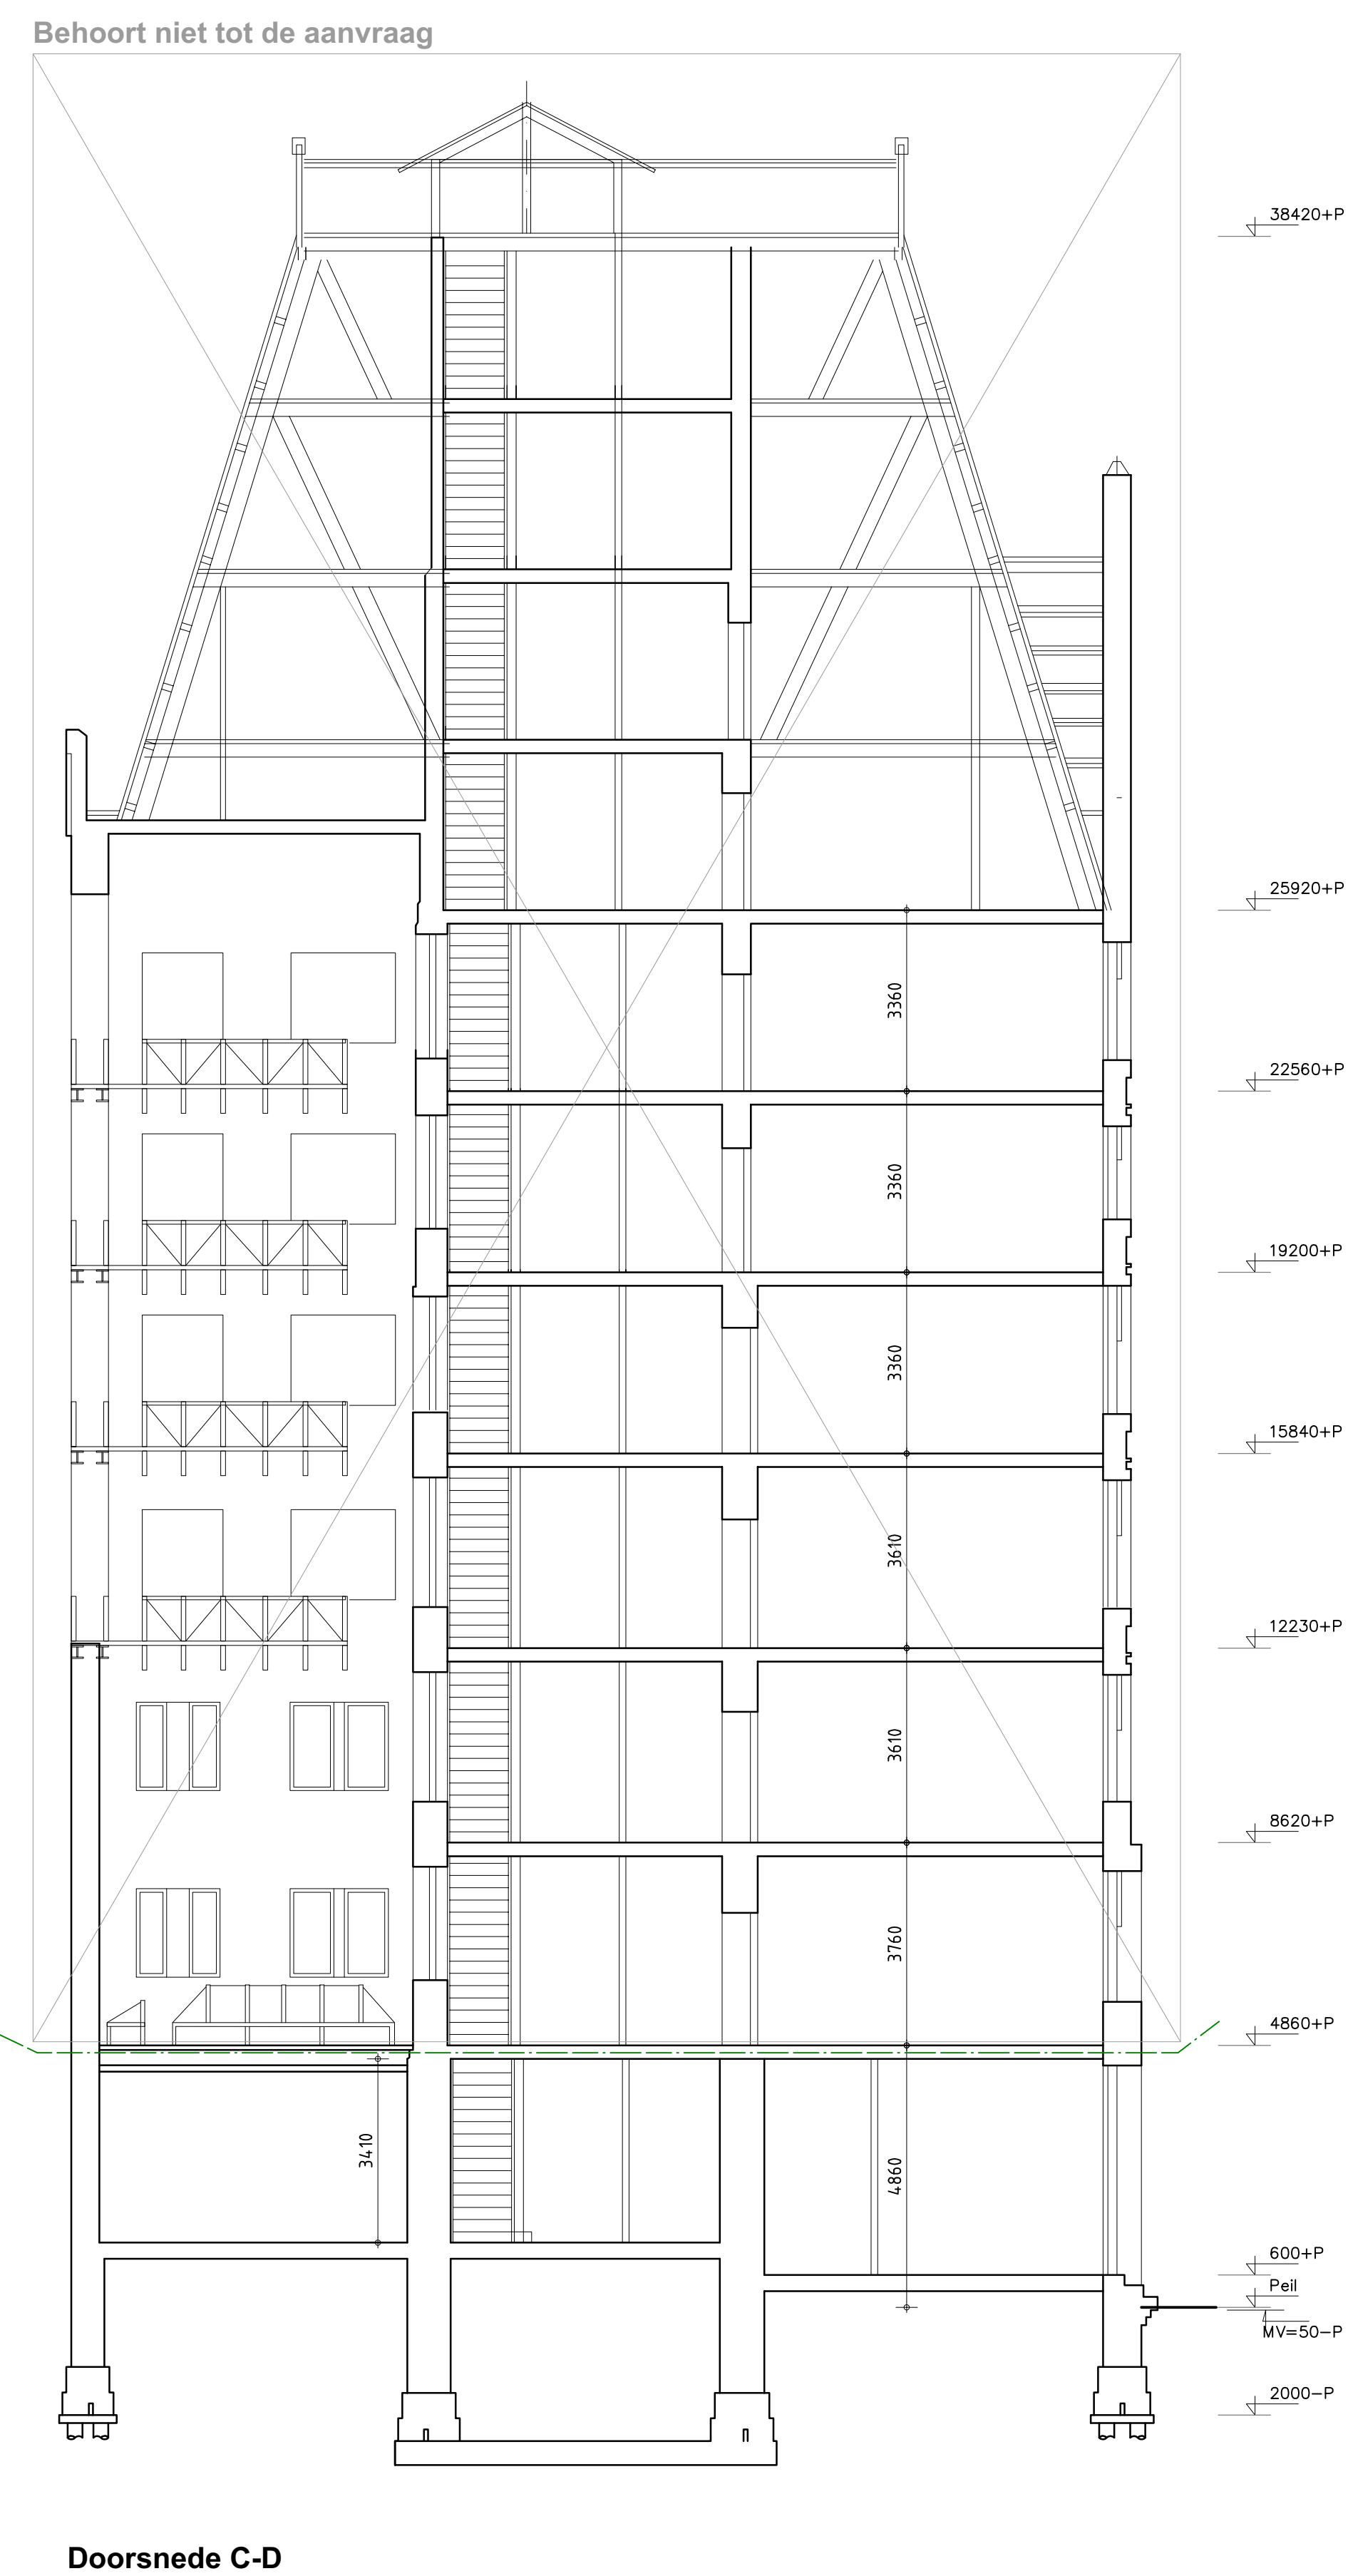 Behoort niet tot de aanvraag
38420+P
25920+P
3360
22560+P
3360
19200+P
3360
15840+P
3610
12230+P
3610
8620+P
3760
4860+P
3410
4860
600+P
Peil
MV=50-P
2000-P
Doorsnede C-D